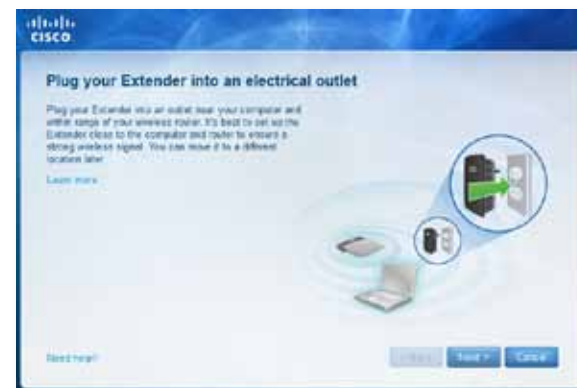 CISCO
Plug your Extender into an electrical outlet
Plug your Extender into an outlet near your computer and
within range of your wireless router. It's best to set up the
Extender close to the computer and router to ensure a
strong wireless signal. You can move it to a different
location later.
Learn more
Need help?
Next >
Cancel